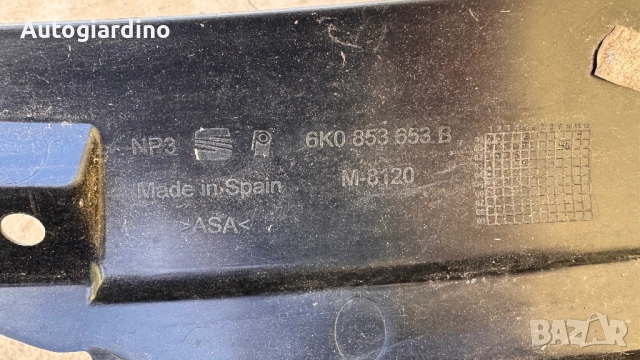 Autogiardino
NP3 6K0 853 653 B
Made in Spain M-8120
>ASA<
BAZAR